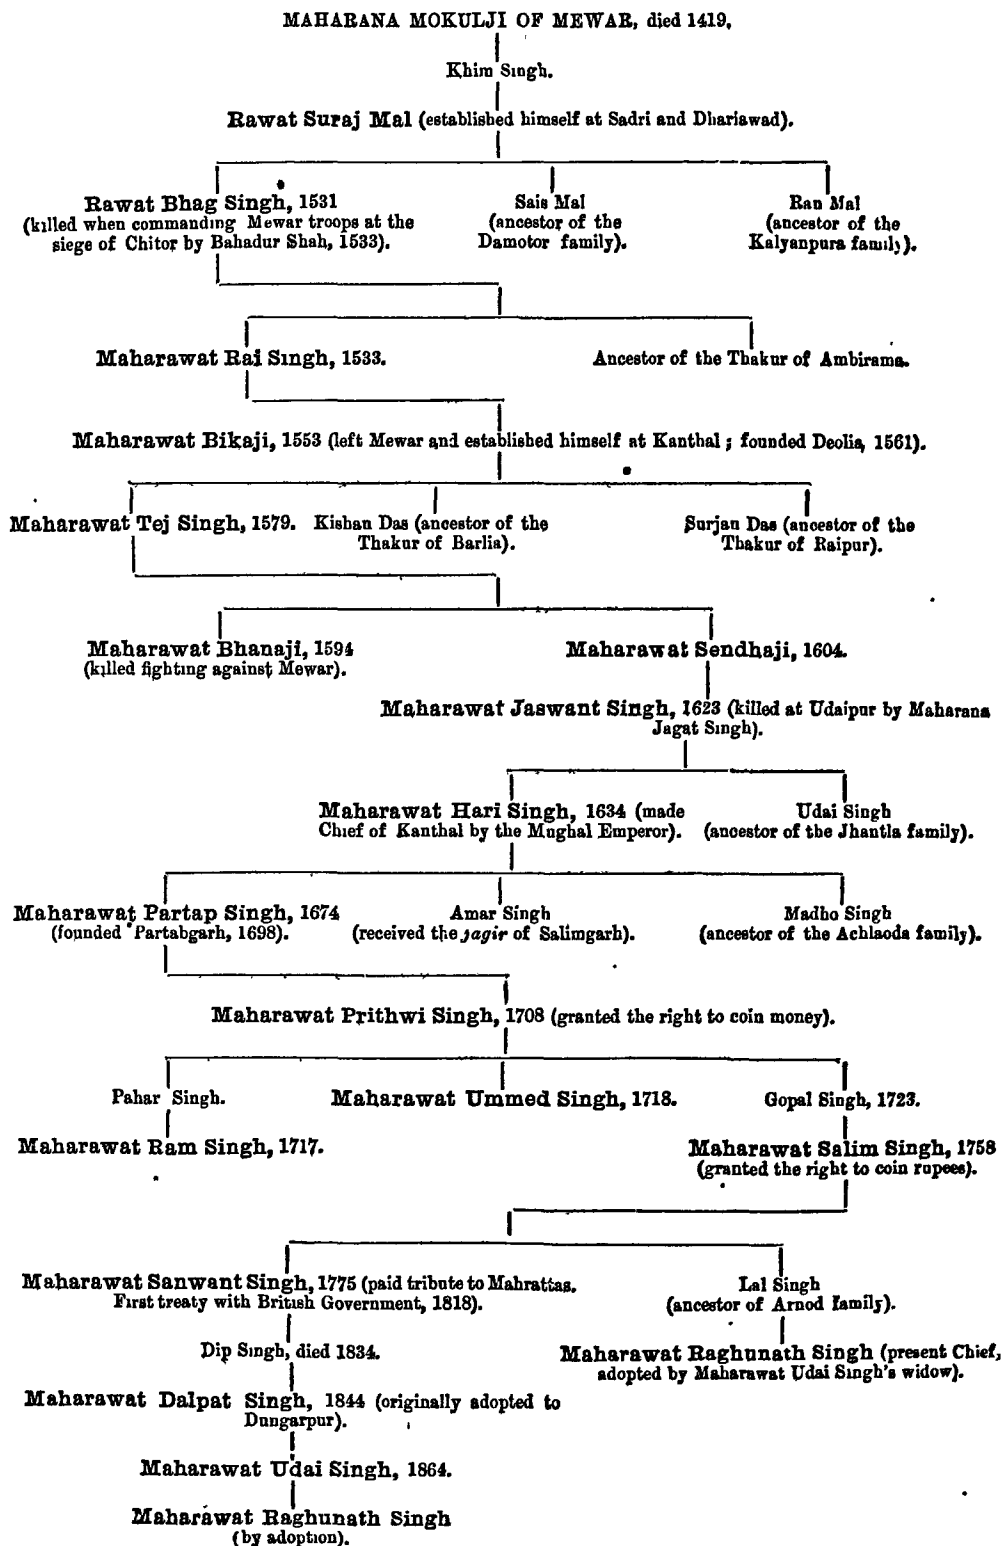 MAHARANA MOKULJI OF MEWAR, died 1419.
Khim Singh.
Rawat Suraj Mal (established himself at Sadri and Dhariawad).
Rawat Bhag Singh, 1531
(killed when commanding Mewar troops at the
siege of Chitor by Bahadur Shah, 1533).
Sais Mal
(ancestor of the
Damotor family).
Ran Mal
(ancestor of the
Kalyanpura family).
Maharawat Rai Singh, 1533.
Ancestor of the Thakur of Ambirama.
Maharawat Bikaji, 1553 (left Mewar and established himself at Kanthal; founded Deolia, 1561).
Maharawat Tej Singh, 1579.
Kishan Das (ancestor of the
Thakur of Barlia).
Surjan Das (ancestor of the
Thakur of Raipur).
Maharawat Bhanaji, 1594
(killed fighting against Mewar).
Maharawat Sendhaji, 1604.
Maharawat Jaswant Singh, 1623 (killed at Udaipur by Maharana
Jagat Singh).
Maharawat Hari Singh, 1634 (made
Chief of Kanthal by the Mughal Emperor).
Udai Singh
(ancestor of the Jhantla family).
Maharawat Partap Singh, 1674
(founded Partabgarh, 1698).
Amar Singh
(received the jagir of Salimgarh).
Madho Singh
(ancestor of the Achlaoda family).
Maharawat Prithwi Singh, 1708 (granted the right to coin money).
Pahar Singh.
Maharawat Ummed Singh, 1718.
Gopal Singh, 1723.
Maharawat Ram Singh, 1717.
Maharawat Salim Singh, 1758
(granted the right to coin rupees).
Maharawat Sanwant Singh, 1775 (paid tribute to Mahrattas.
First treaty with British Government, 1818).
Lal Singh
(ancestor of Arnod family).
Dip Singh, died 1834.
Maharawat Raghunath Singh (present Chief,
adopted by Maharawat Udai Singh's widow).
Maharawat Dalpat Singh, 1844 (originally adopted to
Dungarpur).
Maharawat Udai Singh, 1864.
Maharawat Raghunath Singh
(by adoption).